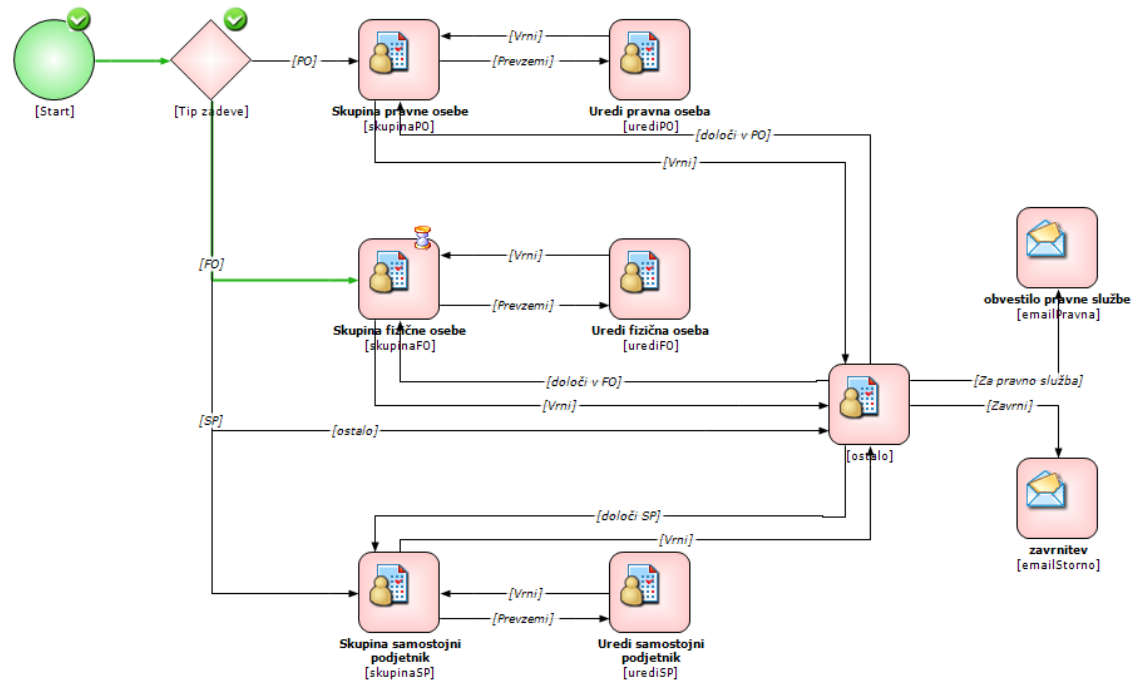 [Start]
[Tip zadeve]
[PO]
[Vrni]
[Prevzemi]
Skupina pravne osebe
[skupinaPO]
Uredi pravna oseba
[urediPO]
[določi v PO]
[Vrni]
[FO]
[Vrni]
[Prevzemi]
Skupina fizične osebe
[skupinaFO]
Uredi fizična oseba
[urediFO]
obvestilo pravne službe
[emailPravna]
[določi v FO]
[Vrni]
[Za pravno služba]
[Zavrni]
[SP]
[ostalo]
[ostalo]
[določi SP]
[Vrni]
zavrnitev
[emailStorno]
[Vrni]
[Prevzemi]
Skupina samostojni
podjetnik
[skupinaSP]
Uredi samostojni
podjetnik
[urediSP]